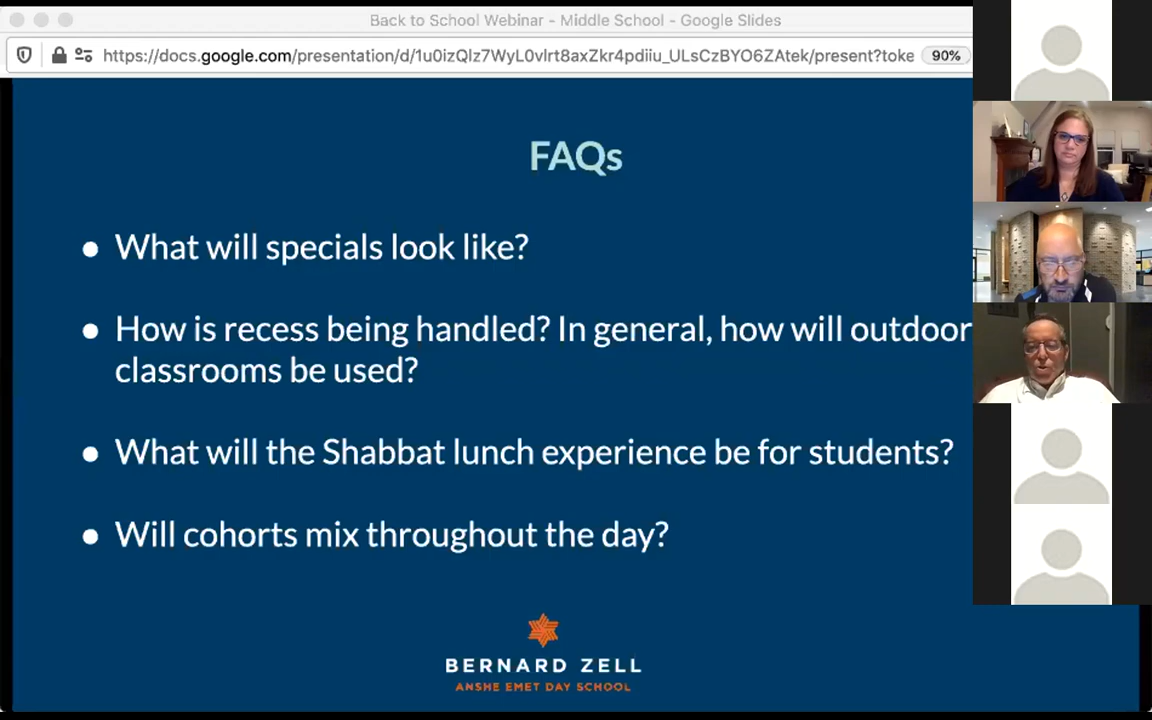 Back to School Webinar - Middle School - Google Slides
https://docs.google.com/presentation/d/1u0izQlz7WyL0vlrt8axZkr4pdiiu_ULsCzBYO6ZAtek/present?toke 90%
FAQs
● What will specials look like?
● How is recess being handled? In general, how will outdoor
classrooms be used?
● What will the Shabbat lunch experience be for students?
● Will cohorts mix throughout the day?
BERNARD ZELL
ANSHE EMET DAY SCHOOL